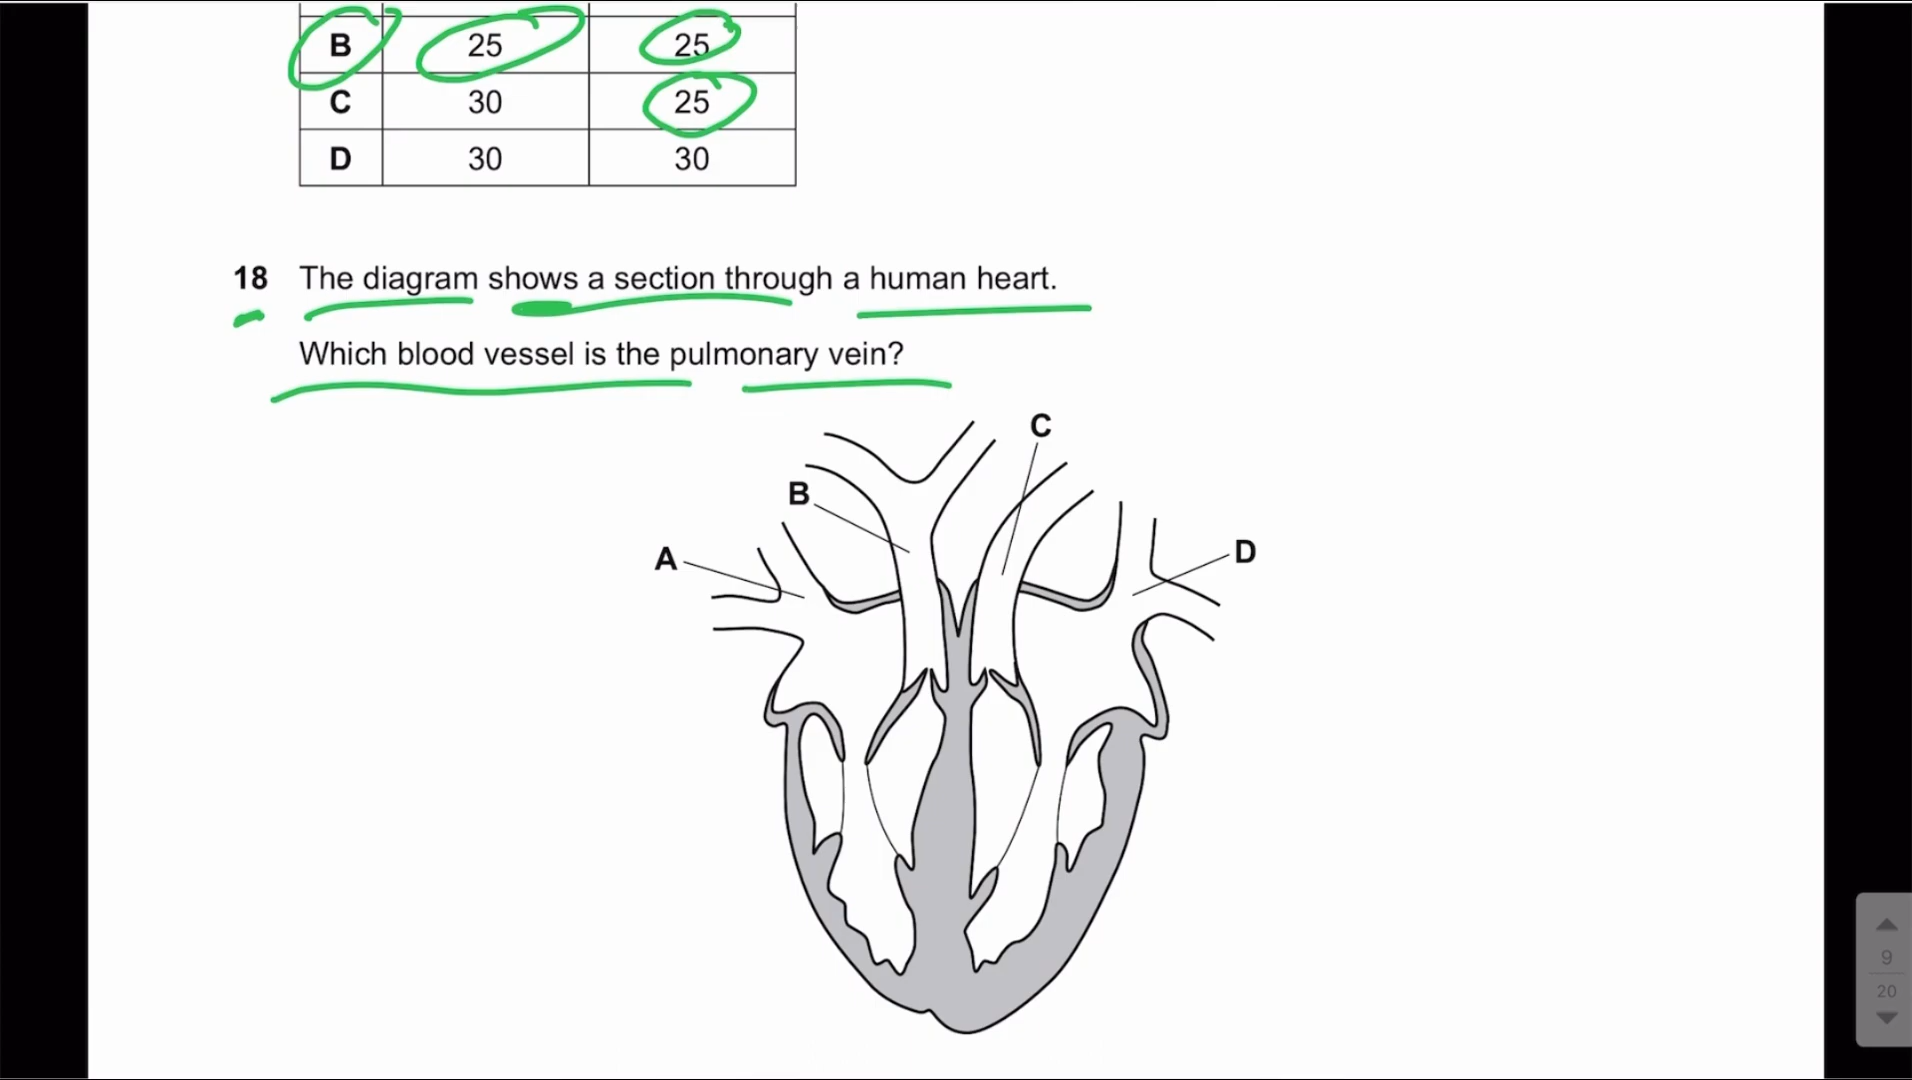 B 25 25
C 30 25
D 30 30
18 The diagram shows a section through a human heart.
Which blood vessel is the pulmonary vein?
C
B
A
D
9
20